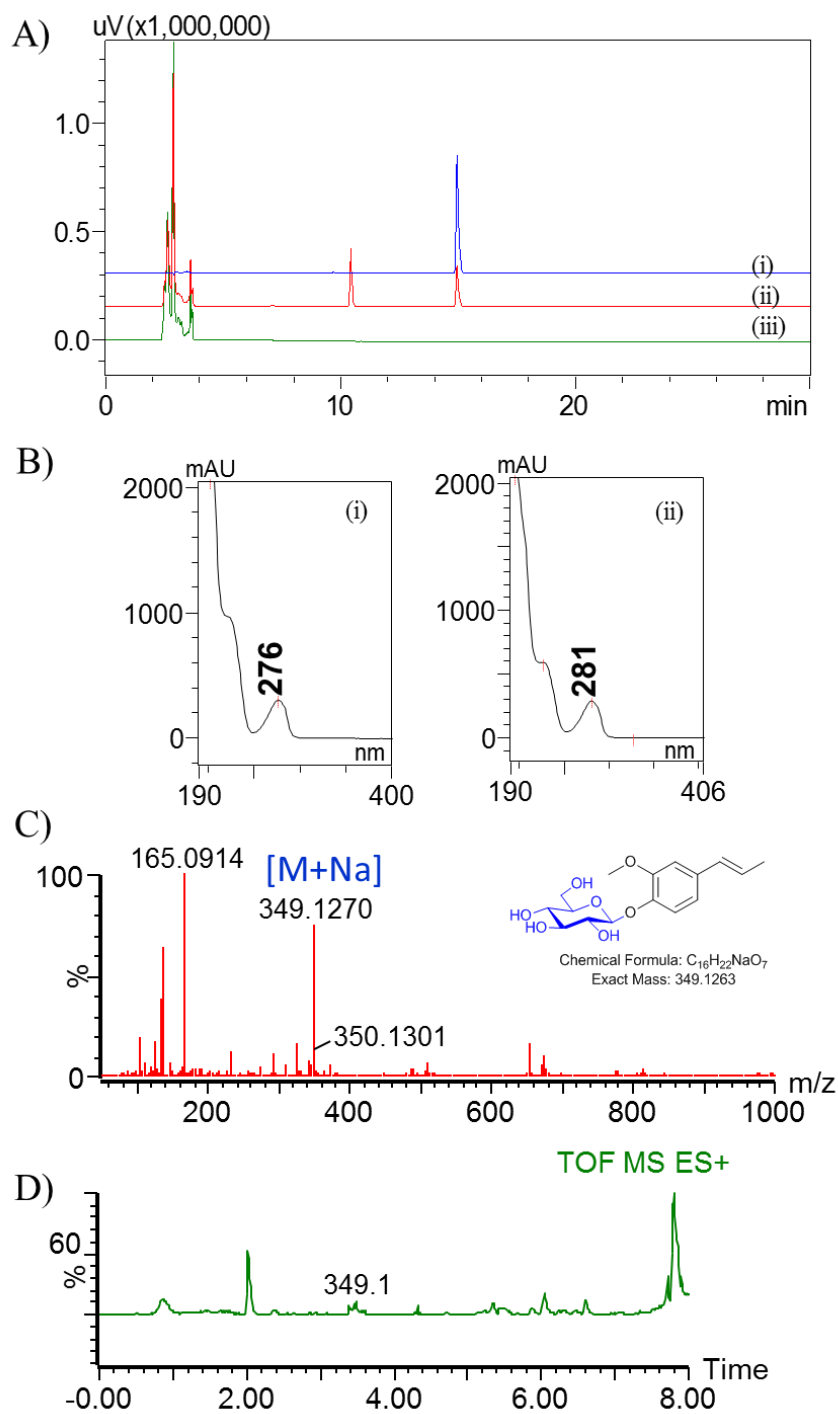 A)
uV(x1,000,000)
1.0
0.5
0.0
(i)
(ii)
(iii)
0 10 20 min
B)
mAU mAU
2000 2000
(i) (ii)
1000 1000
276 281
0 0
nm nm
190 400 190 406
C)
165.0914
[M+Na]
100
349.1270
%
350.1301
0
m/z
200 400 600 800 1000
OH
O
O
HO
HO
OH
O
Chemical Formula: C₁₆H₂₂NaO₇
Exact Mass: 349.1263
TOF MS ES+
D)
60
%
349.1
Time
-0.00 2.00 4.00 6.00 8.00